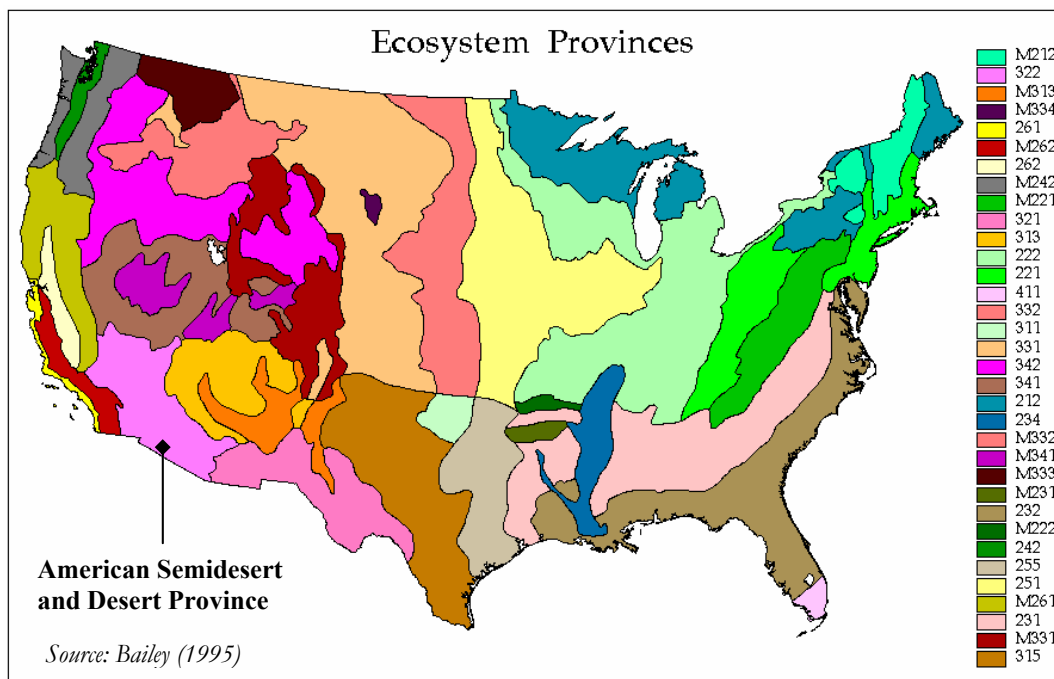 Ecosystem Provinces
M212
322
M313
M334
261
M262
262
M242
M221
321
313
222
221
411
332
311
331
342
341
212
234
M332
M341
M333
M231
232
M222
242
255
251
M261
231
M331
315
American Semidesert
and Desert Province
Source: Bailey (1995)